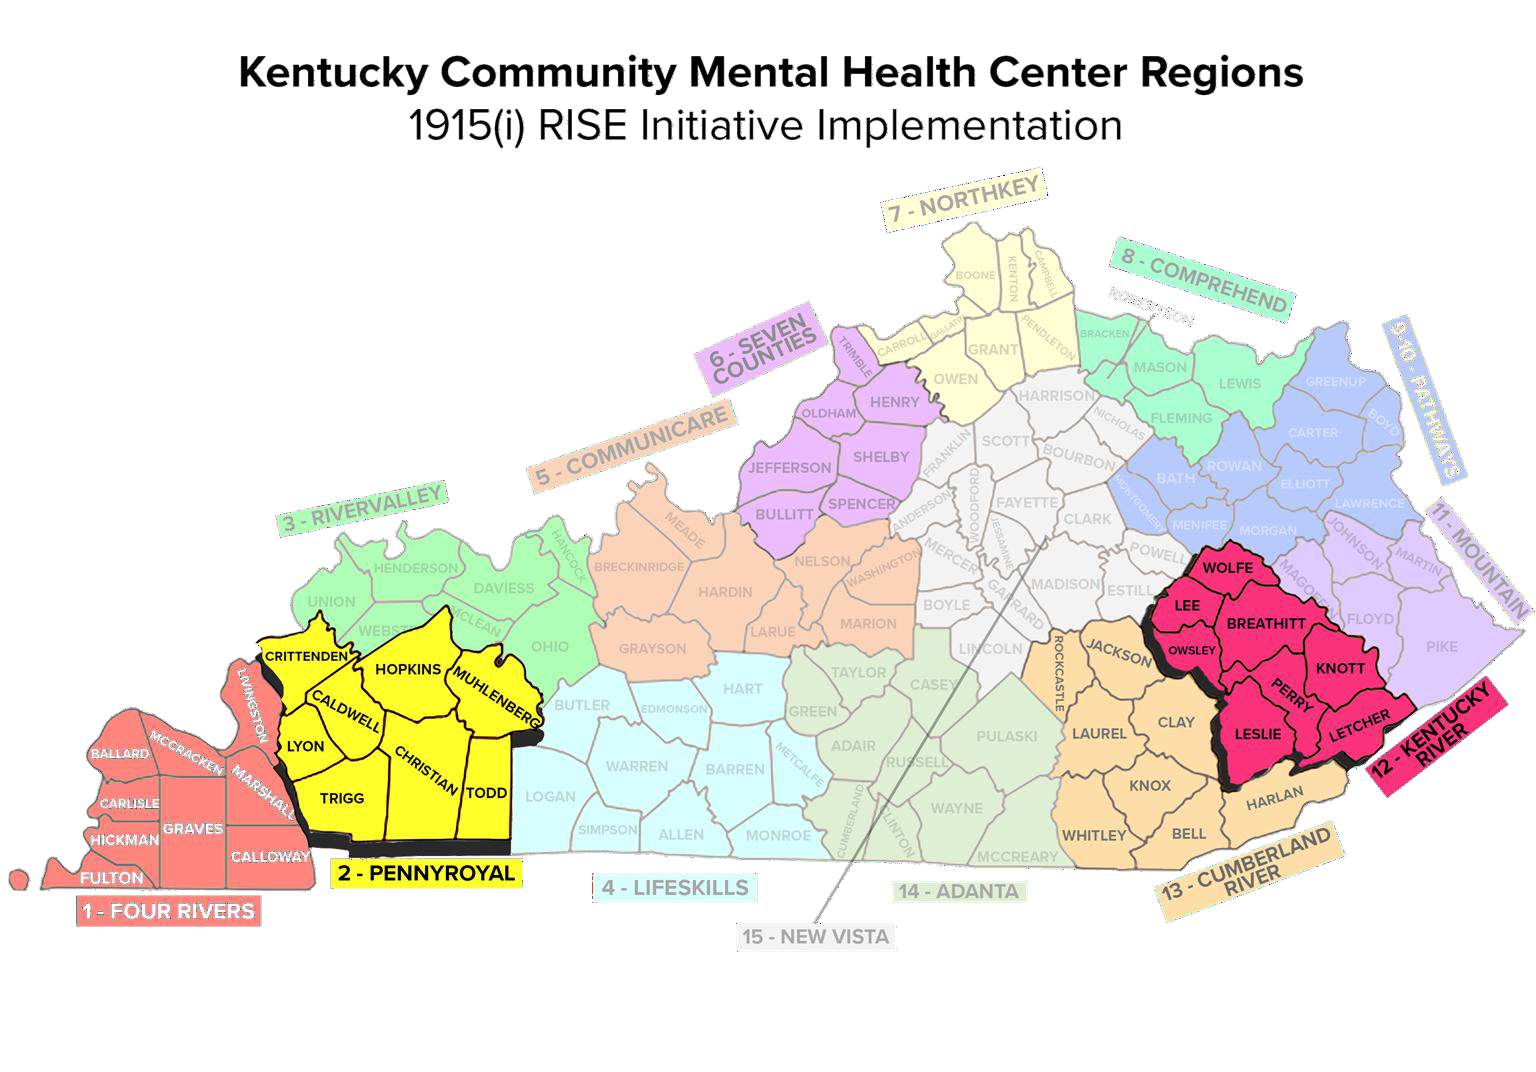 Kentucky Community Mental Health Center Regions
1915(i) RISE Initiative Implementation
7 - NORTHKEY
BOONE
KENTON
CAMPBELL
CARROLL
GALLATIN
GRANT
PENDLETON
OWEN
8 - COMPREHEND
ROBERTSON
BRACKEN
MASON
LEWIS
FLEMING
9-10 - PATHWAYS
GREENUP
BOYD
CARTER
ROWAN
BATH
ELLIOTT
LAWRENCE
MONTGOMERY
MENIFEE
MORGAN
6 - SEVEN
COUNTIES
TRIMBLE
HENRY
OLDHAM
SHELBY
JEFFERSON
SPENCER
BULLITT
5 - COMMUNICARE
MEADE
BRECKINRIDGE
NELSON
WASHINGTON
HARDIN
LARUE
MARION
GRAYSON
3 - RIVERVALLEY
HANCOCK
HENDERSON
DAVIESS
UNION
WEBSTER
MCLEAN
OHIO
HARRISON
NICHOLAS
FRANKLIN
SCOTT
BOURBON
ANDERSON
WOODFORD
FAYETTE
CLARK
JESSAMINE
MERCER
POWELL
MADISON
ESTILL
GARRARD
BOYLE
LINCOLN
15 - NEW VISTA
11 - MOUNTAIN
JOHNSON
MARTIN
MAGOFFIN
FLOYD
PIKE
12 - KENTUCKY
RIVER
WOLFE
LEE
BREATHITT
OWSLEY
KNOTT
PERRY
LESLIE
LETCHER
13 - CUMBERLAND
RIVER
ROCKCASTLE
JACKSON
LAUREL
CLAY
KNOX
HARLAN
WHITLEY
BELL
14 - ADANTA
TAYLOR
CASEY
GREEN
ADAIR
PULASKI
RUSSELL
CUMBERLAND
CLINTON
WAYNE
MCCREARY
4 - LIFESKILLS
BUTLER
EDMONSON
HART
WARREN
BARREN
METCALFE
LOGAN
SIMPSON
ALLEN
MONROE
2 - PENNYROYAL
CRITTENDEN
HOPKINS
MUHLENBERG
CALDWELL
LYON
CHRISTIAN
TRIGG
TODD
1 - FOUR RIVERS
LIVINGSTON
BALLARD
MCCRACKEN
MARSHALL
CARLISLE
GRAVES
HICKMAN
CALLOWAY
FULTON